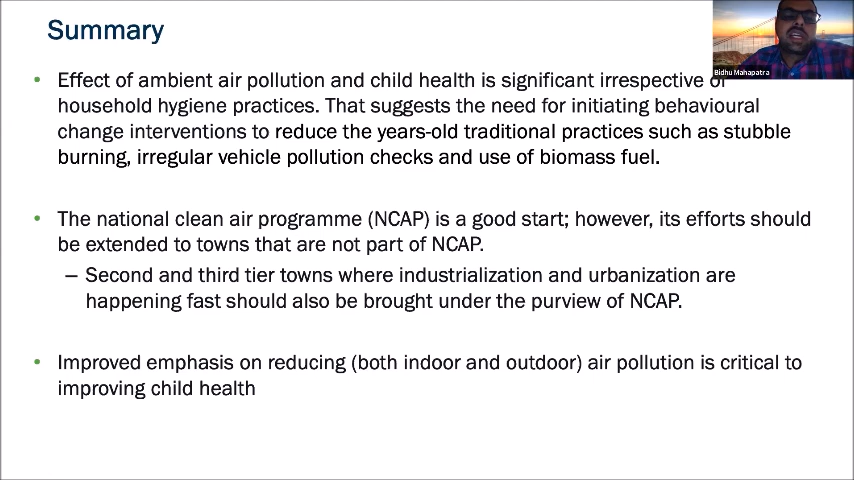 Summary
Bidhu Mahapatra
• Effect of ambient air pollution and child health is significant irrespective of
household hygiene practices. That suggests the need for initiating behavioural
change interventions to reduce the years-old traditional practices such as stubble
burning, irregular vehicle pollution checks and use of biomass fuel.
• The national clean air programme (NCAP) is a good start; however, its efforts should
be extended to towns that are not part of NCAP.
– Second and third tier towns where industrialization and urbanization are
happening fast should also be brought under the purview of NCAP.
• Improved emphasis on reducing (both indoor and outdoor) air pollution is critical to
improving child health